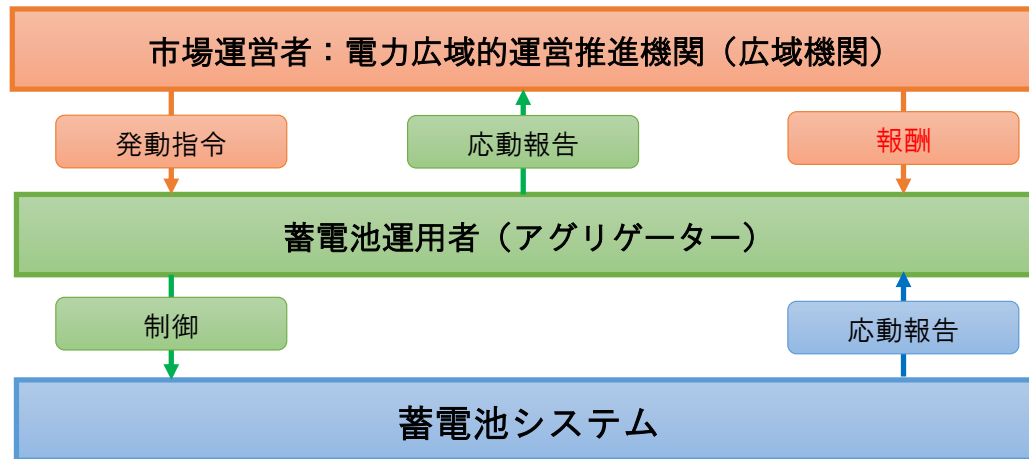 市場運営者：電力広域的運営推進機関（広域機関）
発動指令
応動報告
報酬
蓄電池運用者（アグリゲーター）
制御
応動報告
蓄電池システム